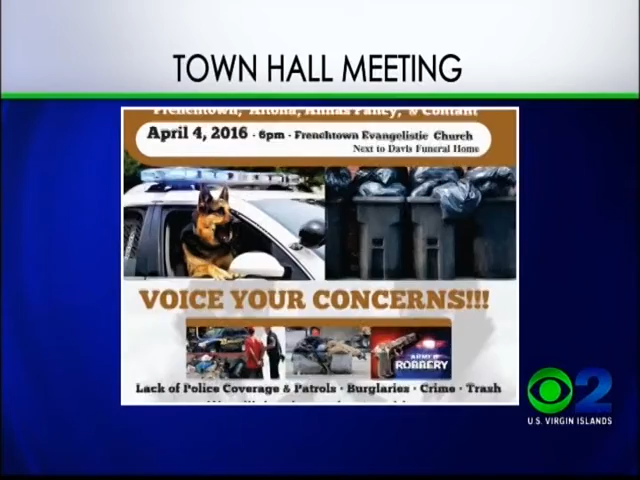 TOWN HALL MEETING
Frenchtown, Altona, Annas Fancy, & Contant
April 4, 2016 · 6pm · Frenchtown Evangelistic Church
Next to Davis Funeral Home
VOICE YOUR CONCERNS!!!
ARMED
ROBBERY
Lack of Police Coverage & Patrols · Burglaries · Crime · Trash
2
U.S. VIRGIN ISLANDS